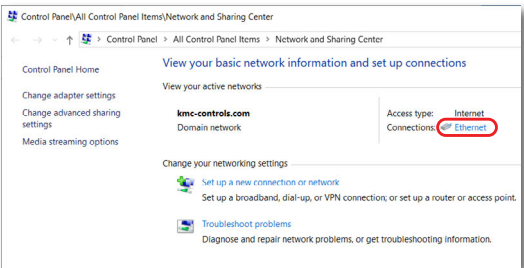 Control Panel\All Control Panel Items\Network and Sharing Center
Control Panel > All Control Panel Items > Network and Sharing Center
Control Panel Home
Change adapter settings
Change advanced sharing
settings
Media streaming options
View your basic network information and set up connections
View your active networks
kmc-controls.com
Domain network
Access type: Internet
Connections: Ethernet
Change your networking settings
Set up a new connection or network
Set up a broadband, dial-up, or VPN connection; or set up a router or access point.
Troubleshoot problems
Diagnose and repair network problems, or get troubleshooting information.